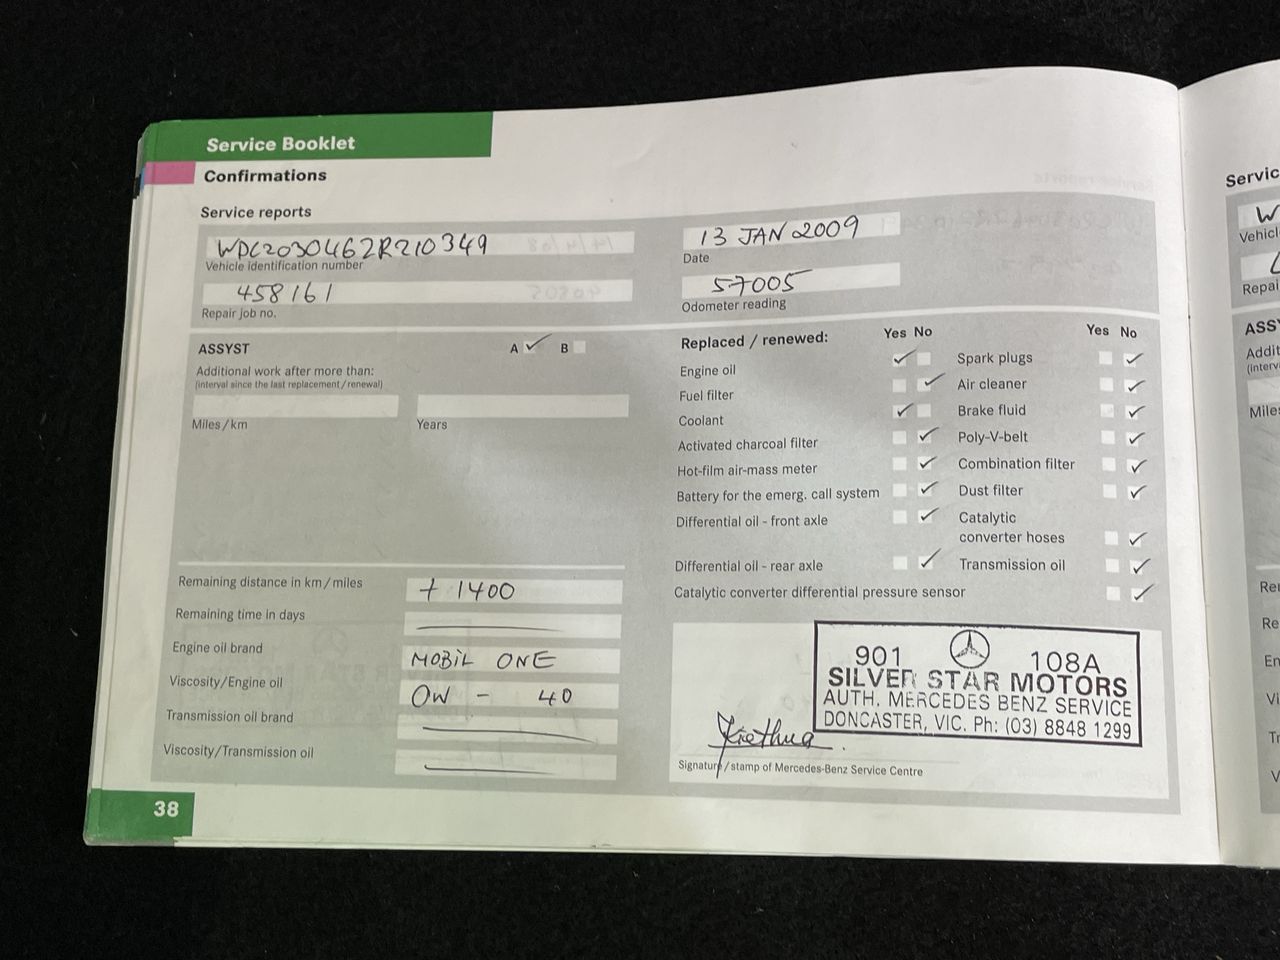 Service Booklet
Confirmations
Service reports
WDC2030462R210349
Vehicle identification number
13 JAN 2009
Date
458161
Repair job no.
57005
Odometer reading
ASSYST A ✓ B
Additional work after more than:
(interval since the last replacement/renewal)
Miles/km Years
Replaced / renewed: Yes No
Engine oil ✓
Fuel filter ✓
Coolant ✓
Activated charcoal filter ✓
Hot-film air-mass meter ✓
Battery for the emerg. call system ✓
Differential oil - front axle ✓
Differential oil - rear axle ✓
Catalytic converter differential pressure sensor ✓
Yes No
Spark plugs ✓
Air cleaner ✓
Brake fluid ✓
Poly-V-belt ✓
Combination filter ✓
Dust filter ✓
Catalytic
converter hoses ✓
Transmission oil ✓
Remaining distance in km/miles + 1400
Remaining time in days
Engine oil brand MOBIL ONE
Viscosity/Engine oil 0W - 40
Transmission oil brand
Viscosity/Transmission oil
901 108A
SILVER STAR MOTORS
AUTH. MERCEDES BENZ SERVICE
DONCASTER, VIC. Ph: (03) 8848 1299
Signature/stamp of Mercedes-Benz Service Centre
38
Servic
W
Vehicl
Repai
ASSY
Addit
(interv
Miles
Re
Re
En
Vi
Tr
V